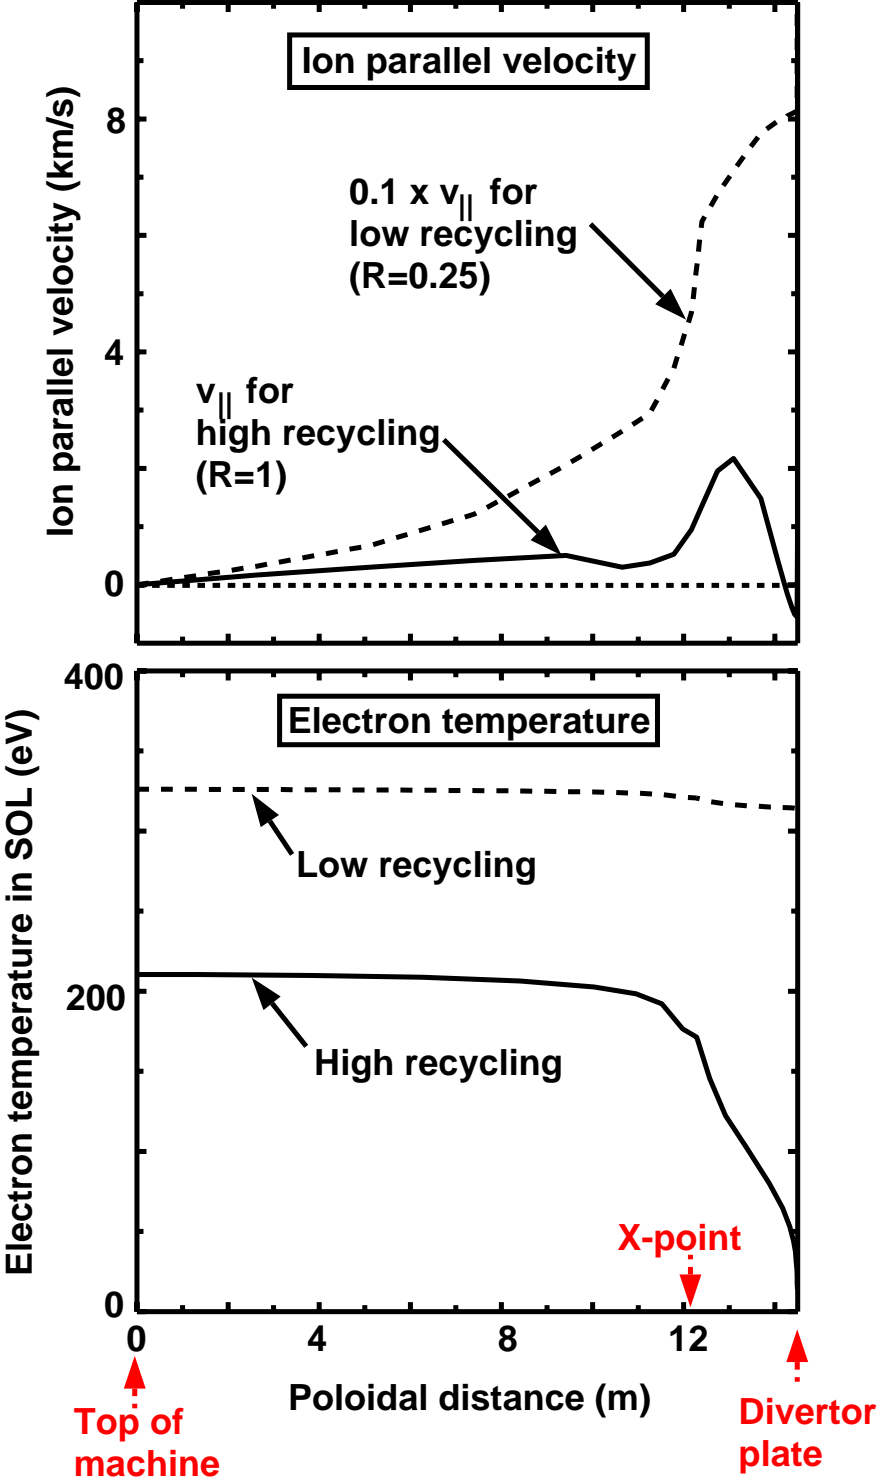 Ion parallel velocity
Ion parallel velocity (km/s)
8
4
0
0.1 x v|| for
low recycling
(R=0.25)
v|| for
high recycling
(R=1)
Electron temperature
Electron temperature in SOL (eV)
400
200
0
Low recycling
High recycling
X-point
0
4
8
12
Poloidal distance (m)
Top of
machine
Divertor
plate